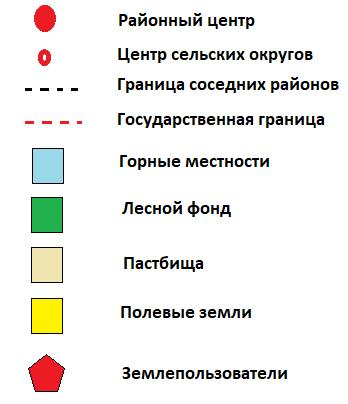 Районный центр
Центр сельских округов
Граница соседних районов
Государственная граница
Горные местности
Лесной фонд
Пастбища
Полевые земли
Землепользователи